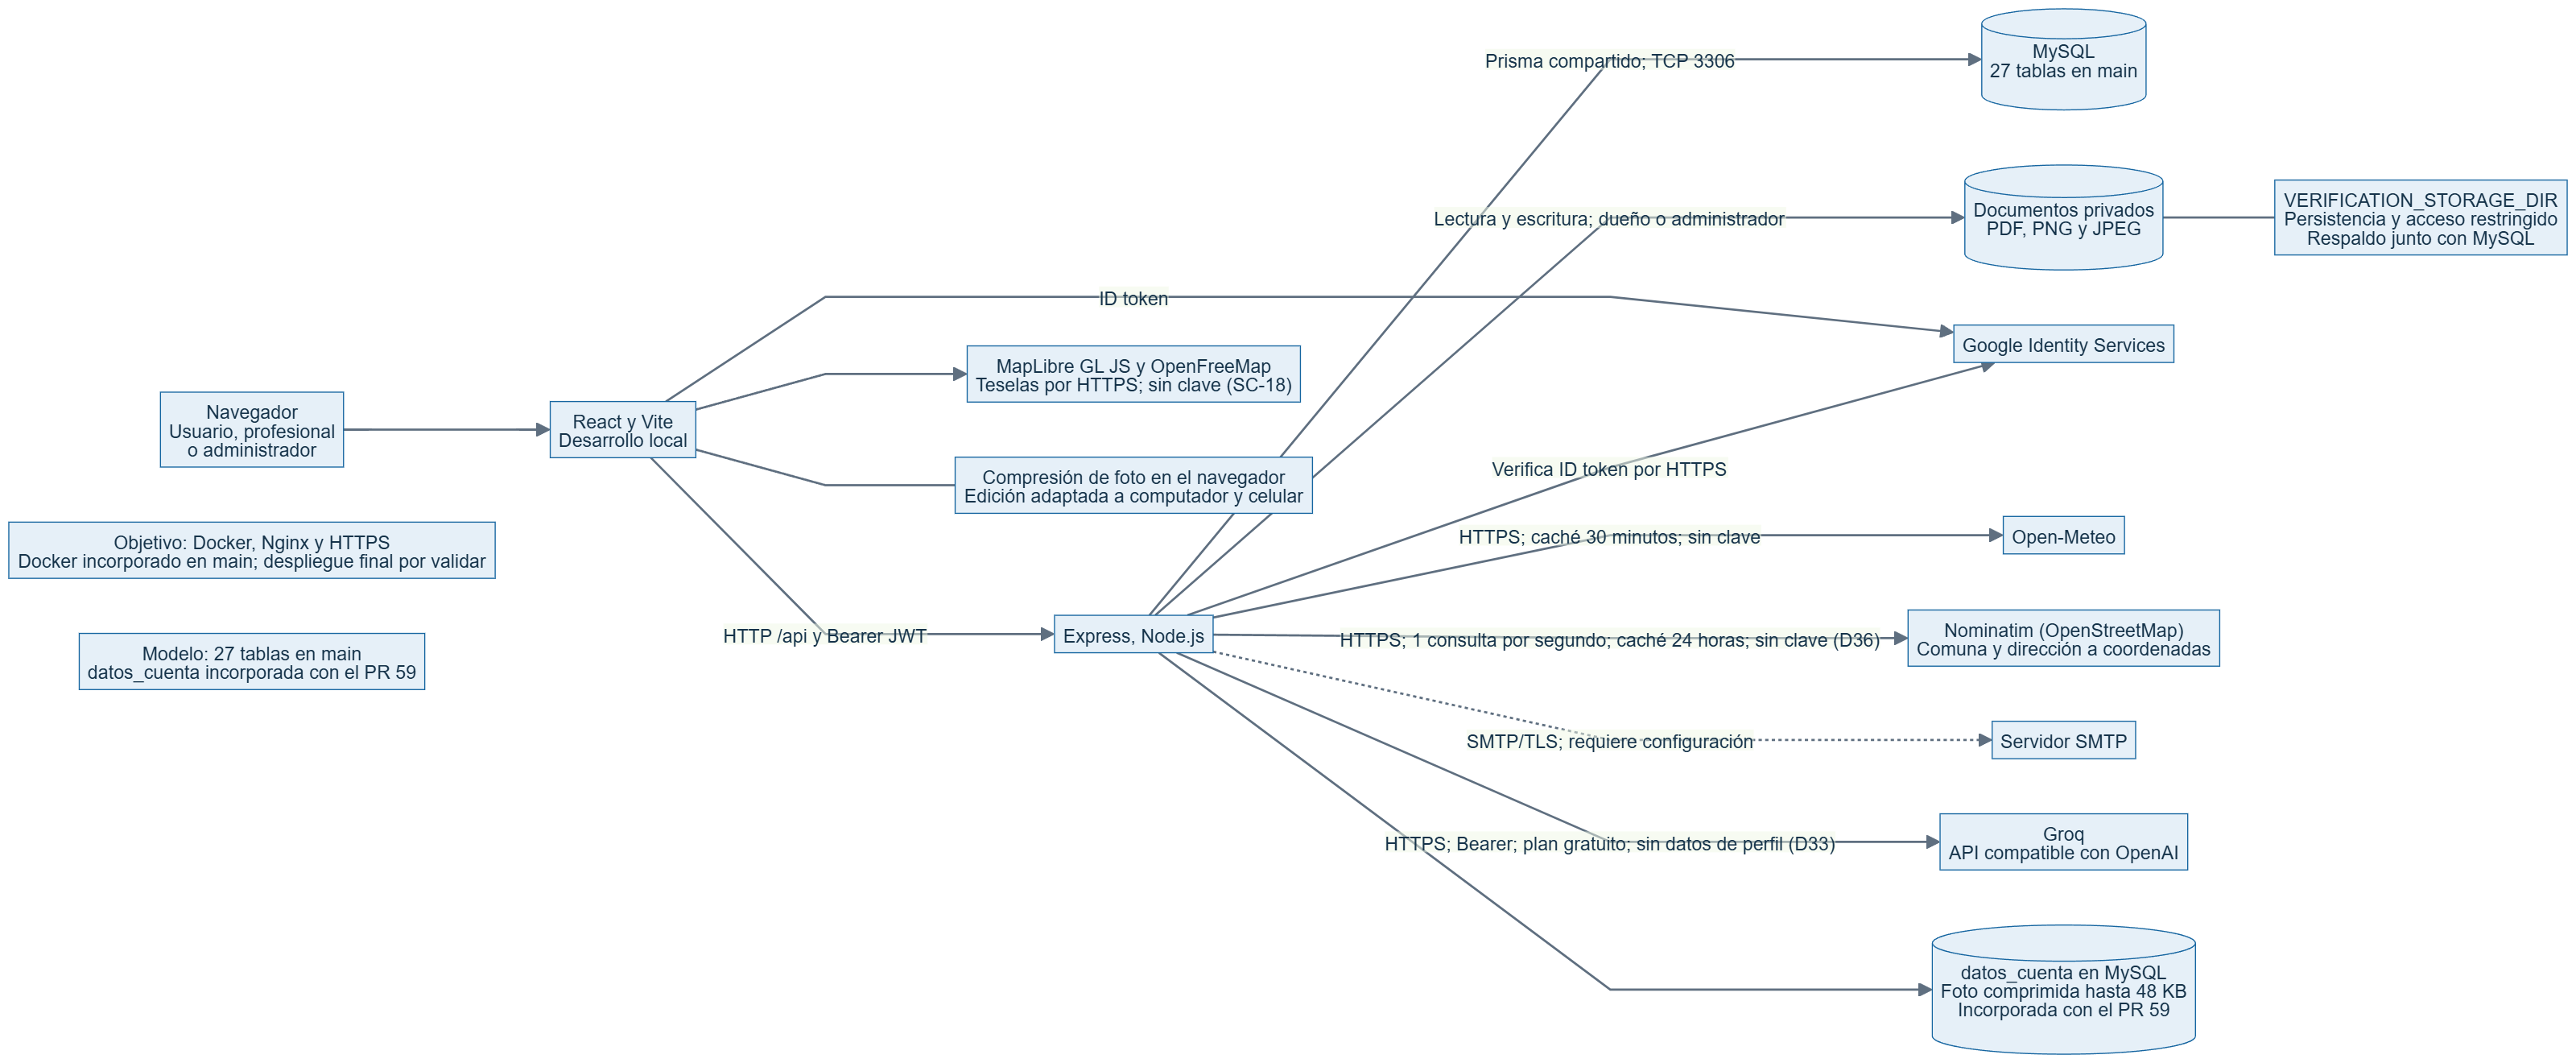 Prisma compartido; TCP 3306
MySQL
27 tablas en main
Lectura y escritura; dueño o administrador
Documentos privados
PDF, PNG y JPEG
VERIFICATION_STORAGE_DIR
Persistencia y acceso restringido
Respaldo junto con MySQL
ID token
Google Identity Services
MapLibre GL JS y OpenFreeMap
Teselas por HTTPS; sin clave (SC-18)
Navegador
Usuario, profesional
o administrador
React y Vite
Desarrollo local
Compresión de foto en el navegador
Edición adaptada a computador y celular
Verifica ID token por HTTPS
Objetivo: Docker, Nginx y HTTPS
Docker incorporado en main; despliegue final por validar
HTTPS; caché 30 minutos; sin clave
Open-Meteo
HTTP /api y Bearer JWT
Express, Node.js
HTTPS; 1 consulta por segundo; caché 24 horas; sin clave (D36)
Nominatim (OpenStreetMap)
Comuna y dirección a coordenadas
Modelo: 27 tablas en main
datos_cuenta incorporada con el PR 59
SMTP/TLS; requiere configuración
Servidor SMTP
HTTPS; Bearer; plan gratuito; sin datos de perfil (D33)
Groq
API compatible con OpenAI
datos_cuenta en MySQL
Foto comprimida hasta 48 KB
Incorporada con el PR 59